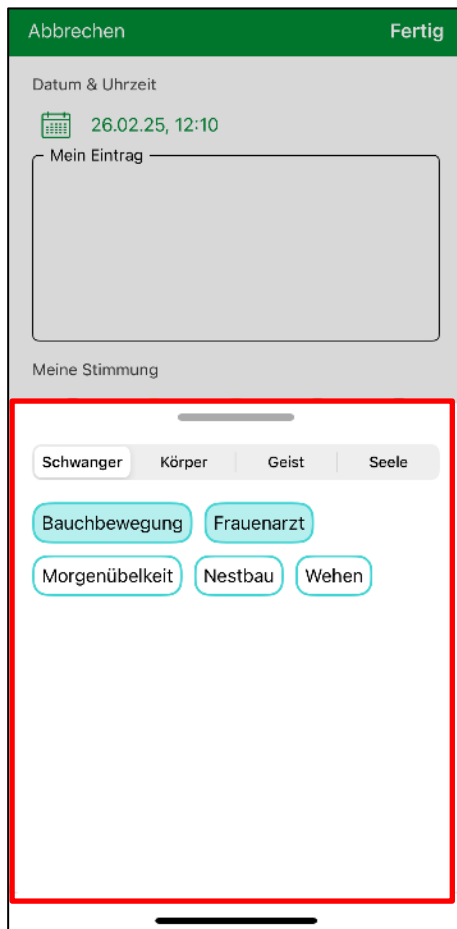 Abbrechen Fertig
Datum & Uhrzeit
26.02.25, 12:10
Mein Eintrag
Meine Stimmung
Schwanger Körper Geist Seele
Bauchbewegung Frauenarzt
Morgenübelkeit Nestbau Wehen